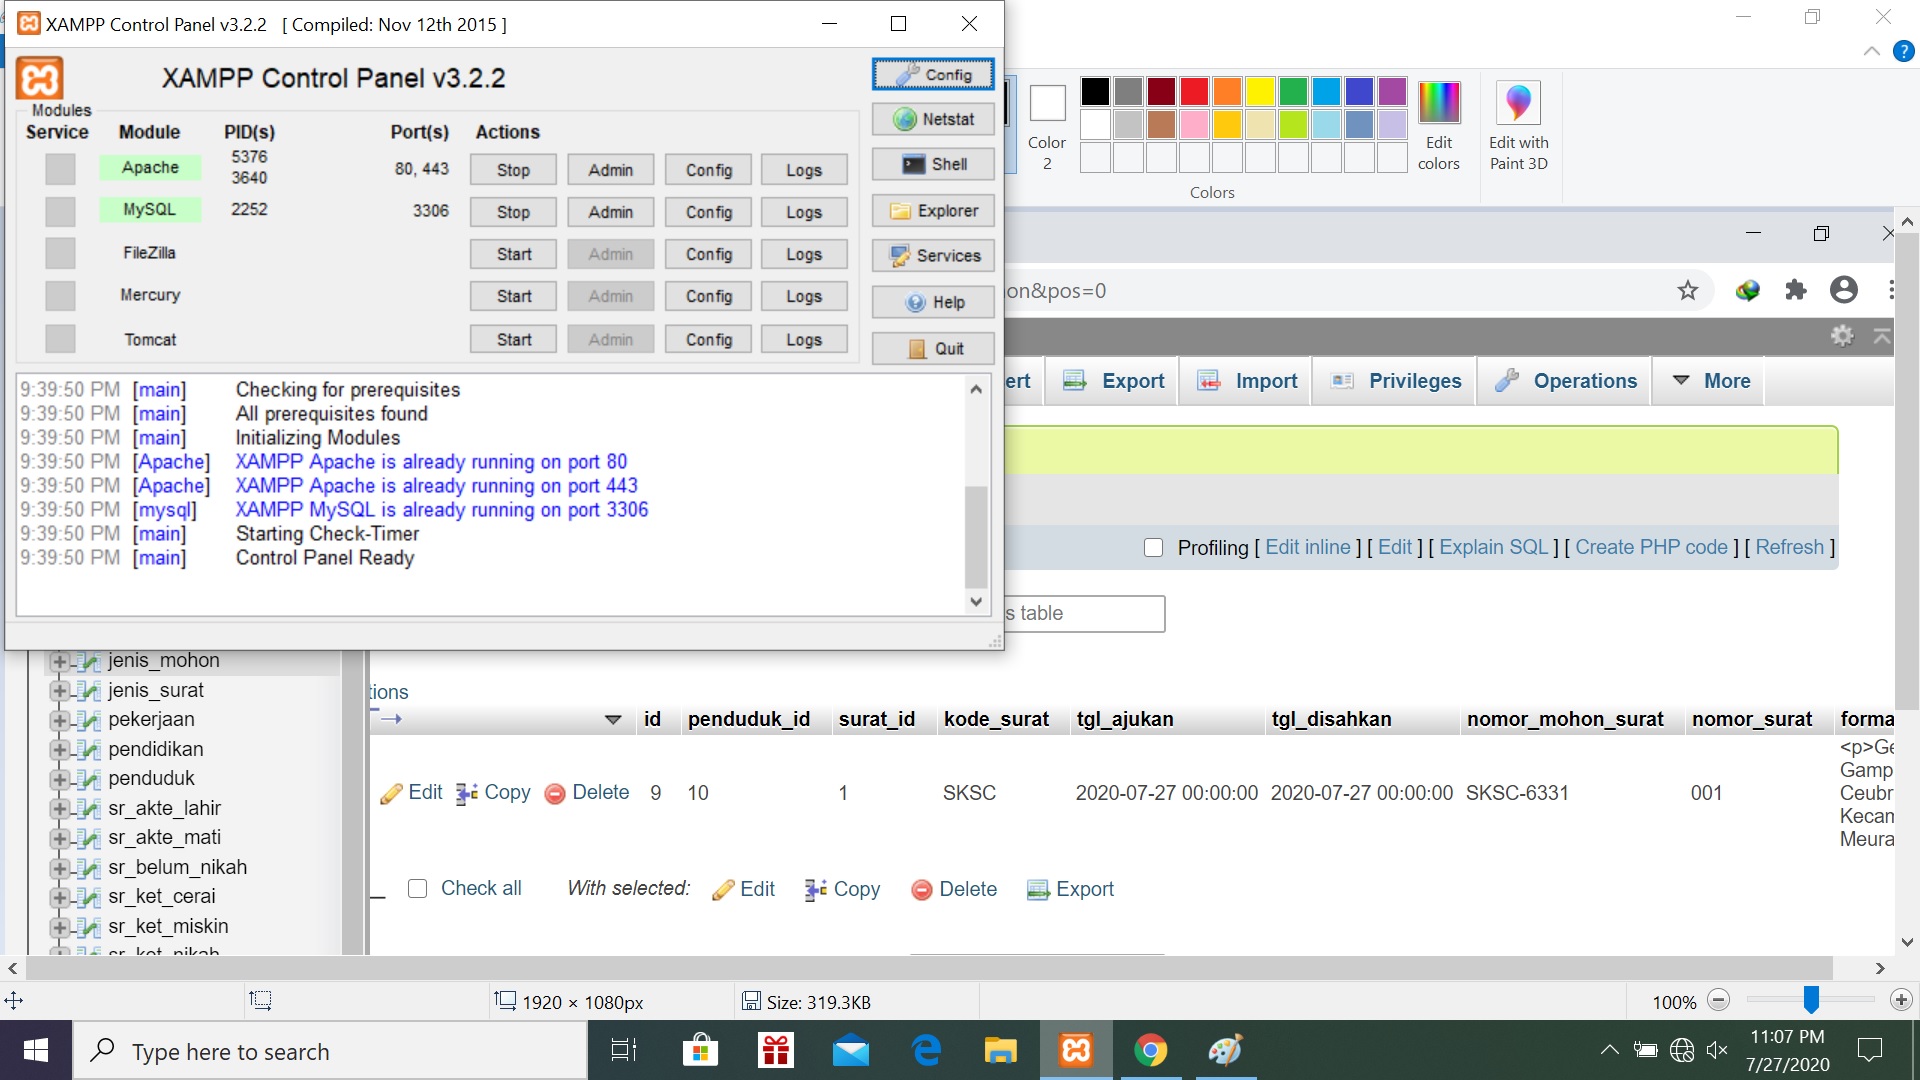 XAMPP Control Panel v3.2.2 [ Compiled: Nov 12th 2015 ]
XAMPP Control Panel v3.2.2
Config
Modules
Service Module PID(s) Port(s) Actions
Netstat
Apache 5376 3640 80, 443 Stop Admin Config Logs
Shell
MySQL 2252 3306 Stop Admin Config Logs
Explorer
FileZilla Start Admin Config Logs
Services
Mercury Start Admin Config Logs
Help
Tomcat Start Admin Config Logs
Quit
9:39:50 PM [main] Checking for prerequisites
9:39:50 PM [main] All prerequisites found
9:39:50 PM [main] Initializing Modules
9:39:50 PM [Apache] XAMPP Apache is already running on port 80
9:39:50 PM [Apache] XAMPP Apache is already running on port 443
9:39:50 PM [mysql] XAMPP MySQL is already running on port 3306
9:39:50 PM [main] Starting Check-Timer
9:39:50 PM [main] Control Panel Ready
?
Color 2
Edit colors
Edit with Paint 3D
Colors
on&pos=0
ert Export Import Privileges Operations More
Profiling [ Edit inline ] [ Edit ] [ Explain SQL ] [ Create PHP code ] [ Refresh ]
s table
jenis_mohon
jenis_surat
pekerjaan
pendidikan
penduduk
sr_akte_lahir
sr_akte_mati
sr_belum_nikah
sr_ket_cerai
sr_ket_miskin
sr_ket_nikah
tions
id penduduk_id surat_id kode_surat tgl_ajukan tgl_disahkan nomor_mohon_surat nomor_surat forma
Edit Copy Delete 9 10 1 SKSC 2020-07-27 00:00:00 2020-07-27 00:00:00 SKSC-6331 001
<p>Ge
Gamp
Ceubr
Kecan
Meura
Check all With selected: Edit Copy Delete Export
1920 × 1080px Size: 319.3KB 100%
Type here to search
11:07 PM
7/27/2020